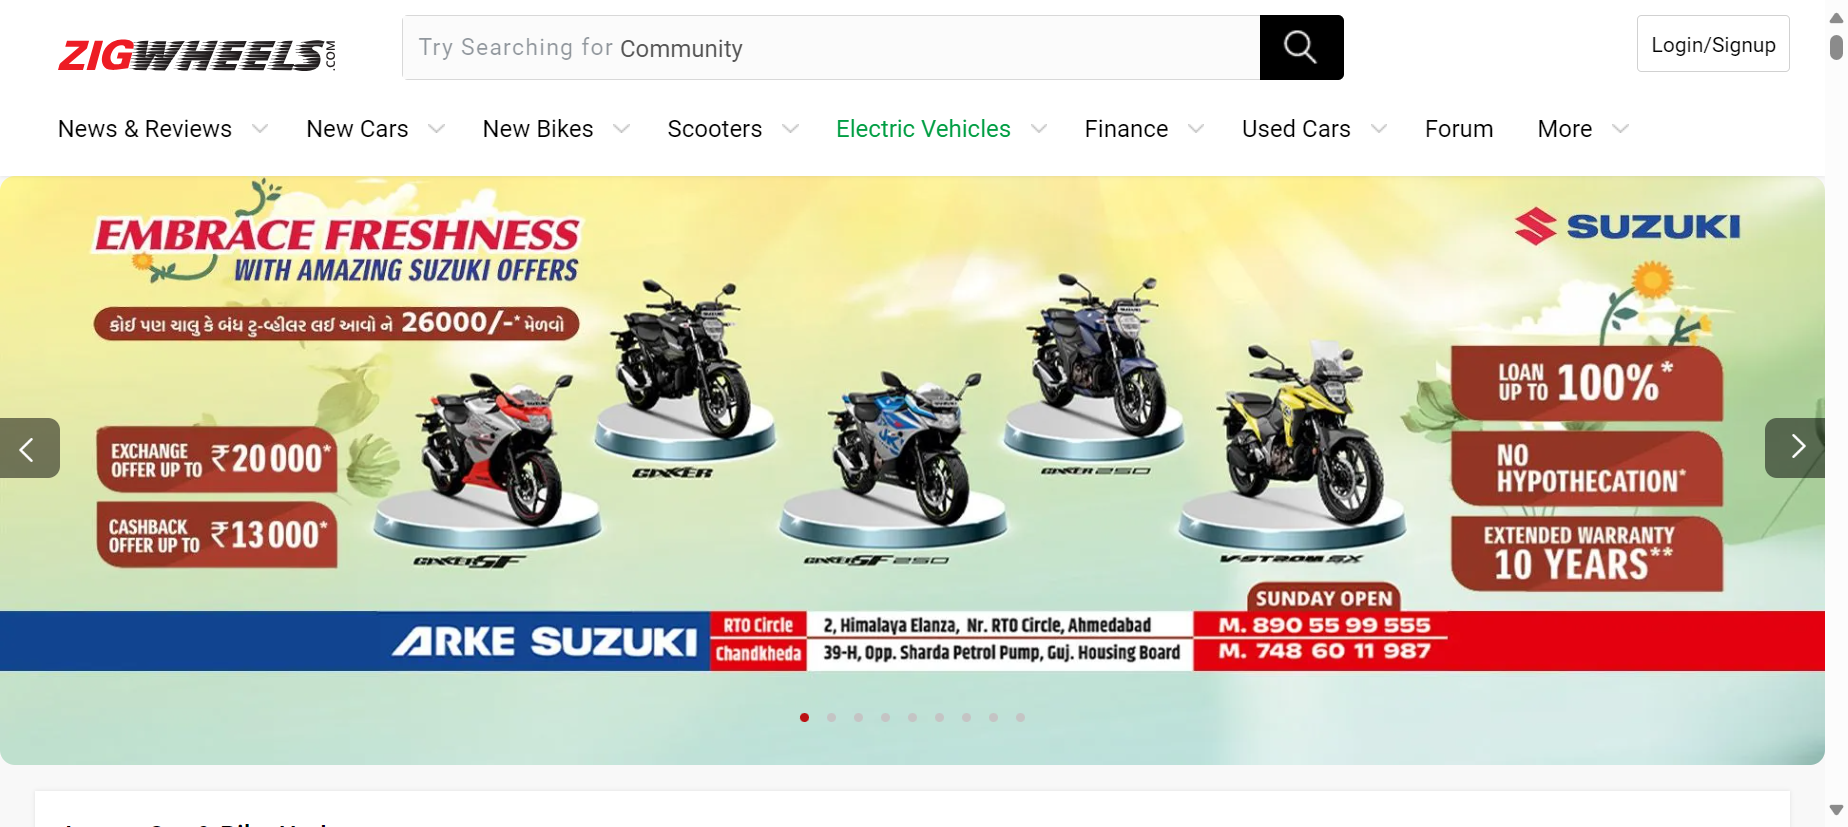 ZIGWHEELS.COM
Try Searching for Community
Login/Signup
News & Reviews
New Cars
New Bikes
Scooters
Electric Vehicles
Finance
Used Cars
Forum
More
EMBRACE FRESHNESS
WITH AMAZING SUZUKI OFFERS
કોઈ પણ ચાલુ કે બંધ ટુ-વ્હીલર લઈ આવો ને 26000/-* મેળવો
SUZUKI
EXCHANGE
OFFER UP TO ₹20000*
CASHBACK
OFFER UP TO ₹13000*
GIXXER SF
GIXXER
GIXXER SF 250
GIXXER 250
V-STROM SX
LOAN
UP TO 100%*
NO
HYPOTHECATION*
EXTENDED WARRANTY
10 YEARS**
SUNDAY OPEN
ARKE SUZUKI
RTO Circle 2, Himalaya Elanza, Nr. RTO Circle, Ahmedabad M. 890 55 99 555
Chandkheda 39-H, Opp. Sharda Petrol Pump, Guj. Housing Board M. 748 60 11 987